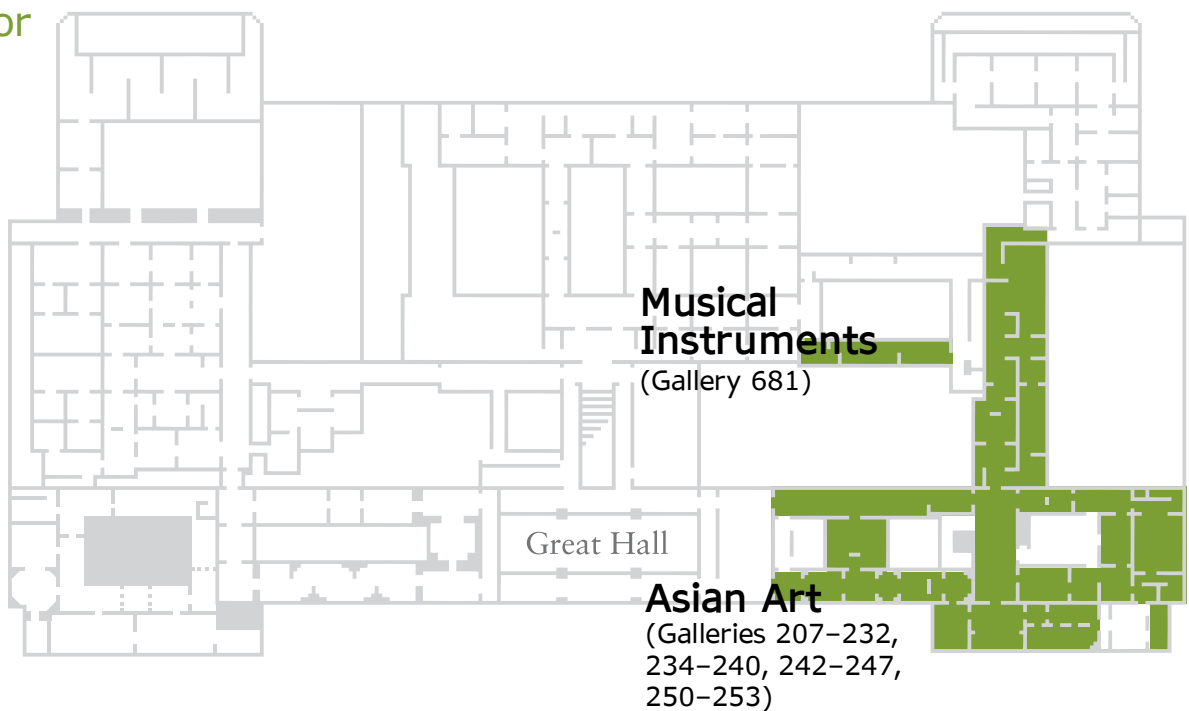 or
Musical
Instruments
(Gallery 681)
Great Hall
Asian Art
(Galleries 207–232,
234–240, 242–247,
250–253)